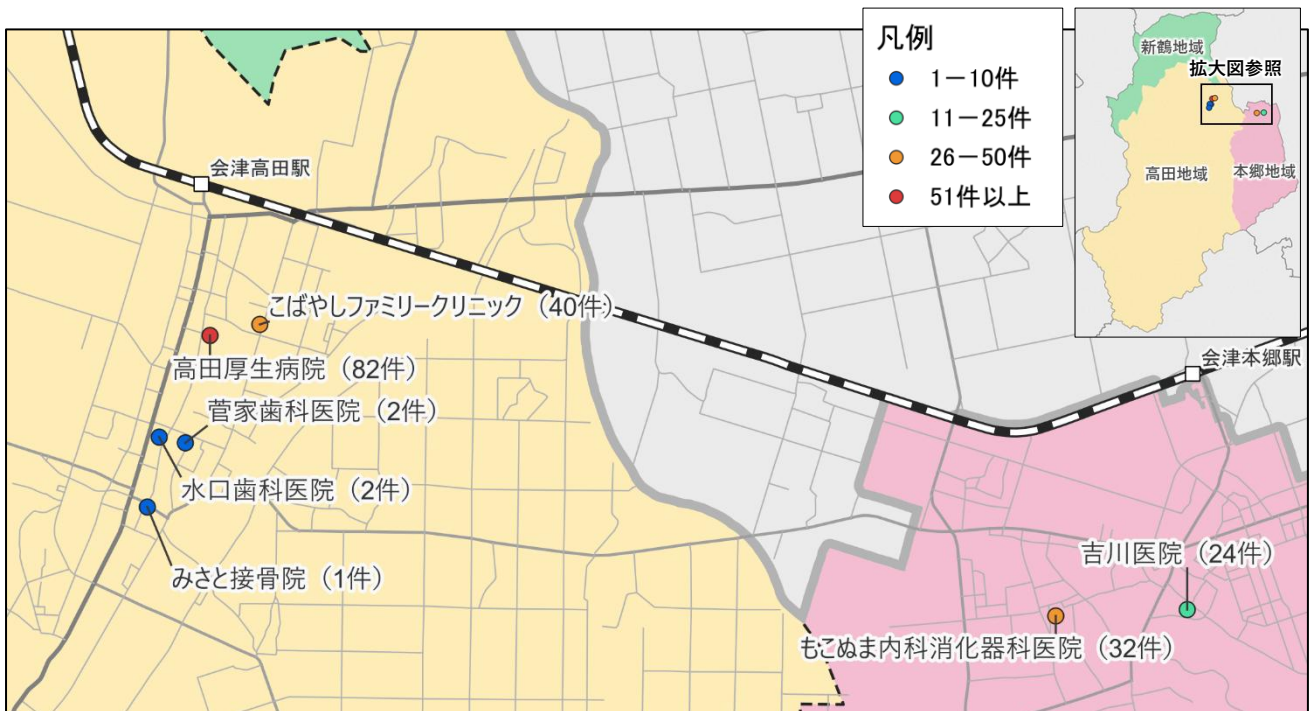 凡例
1－10件
11－25件
26－50件
51件以上
新鶴地域
拡大図参照
高田地域
本郷地域
会津高田駅
こばやしファミリークリニック（40件）
高田厚生病院（82件）
菅家歯科医院（2件）
水口歯科医院（2件）
みさと接骨院（1件）
会津本郷駅
吉川医院（24件）
もこぬま内科消化器科医院（32件）